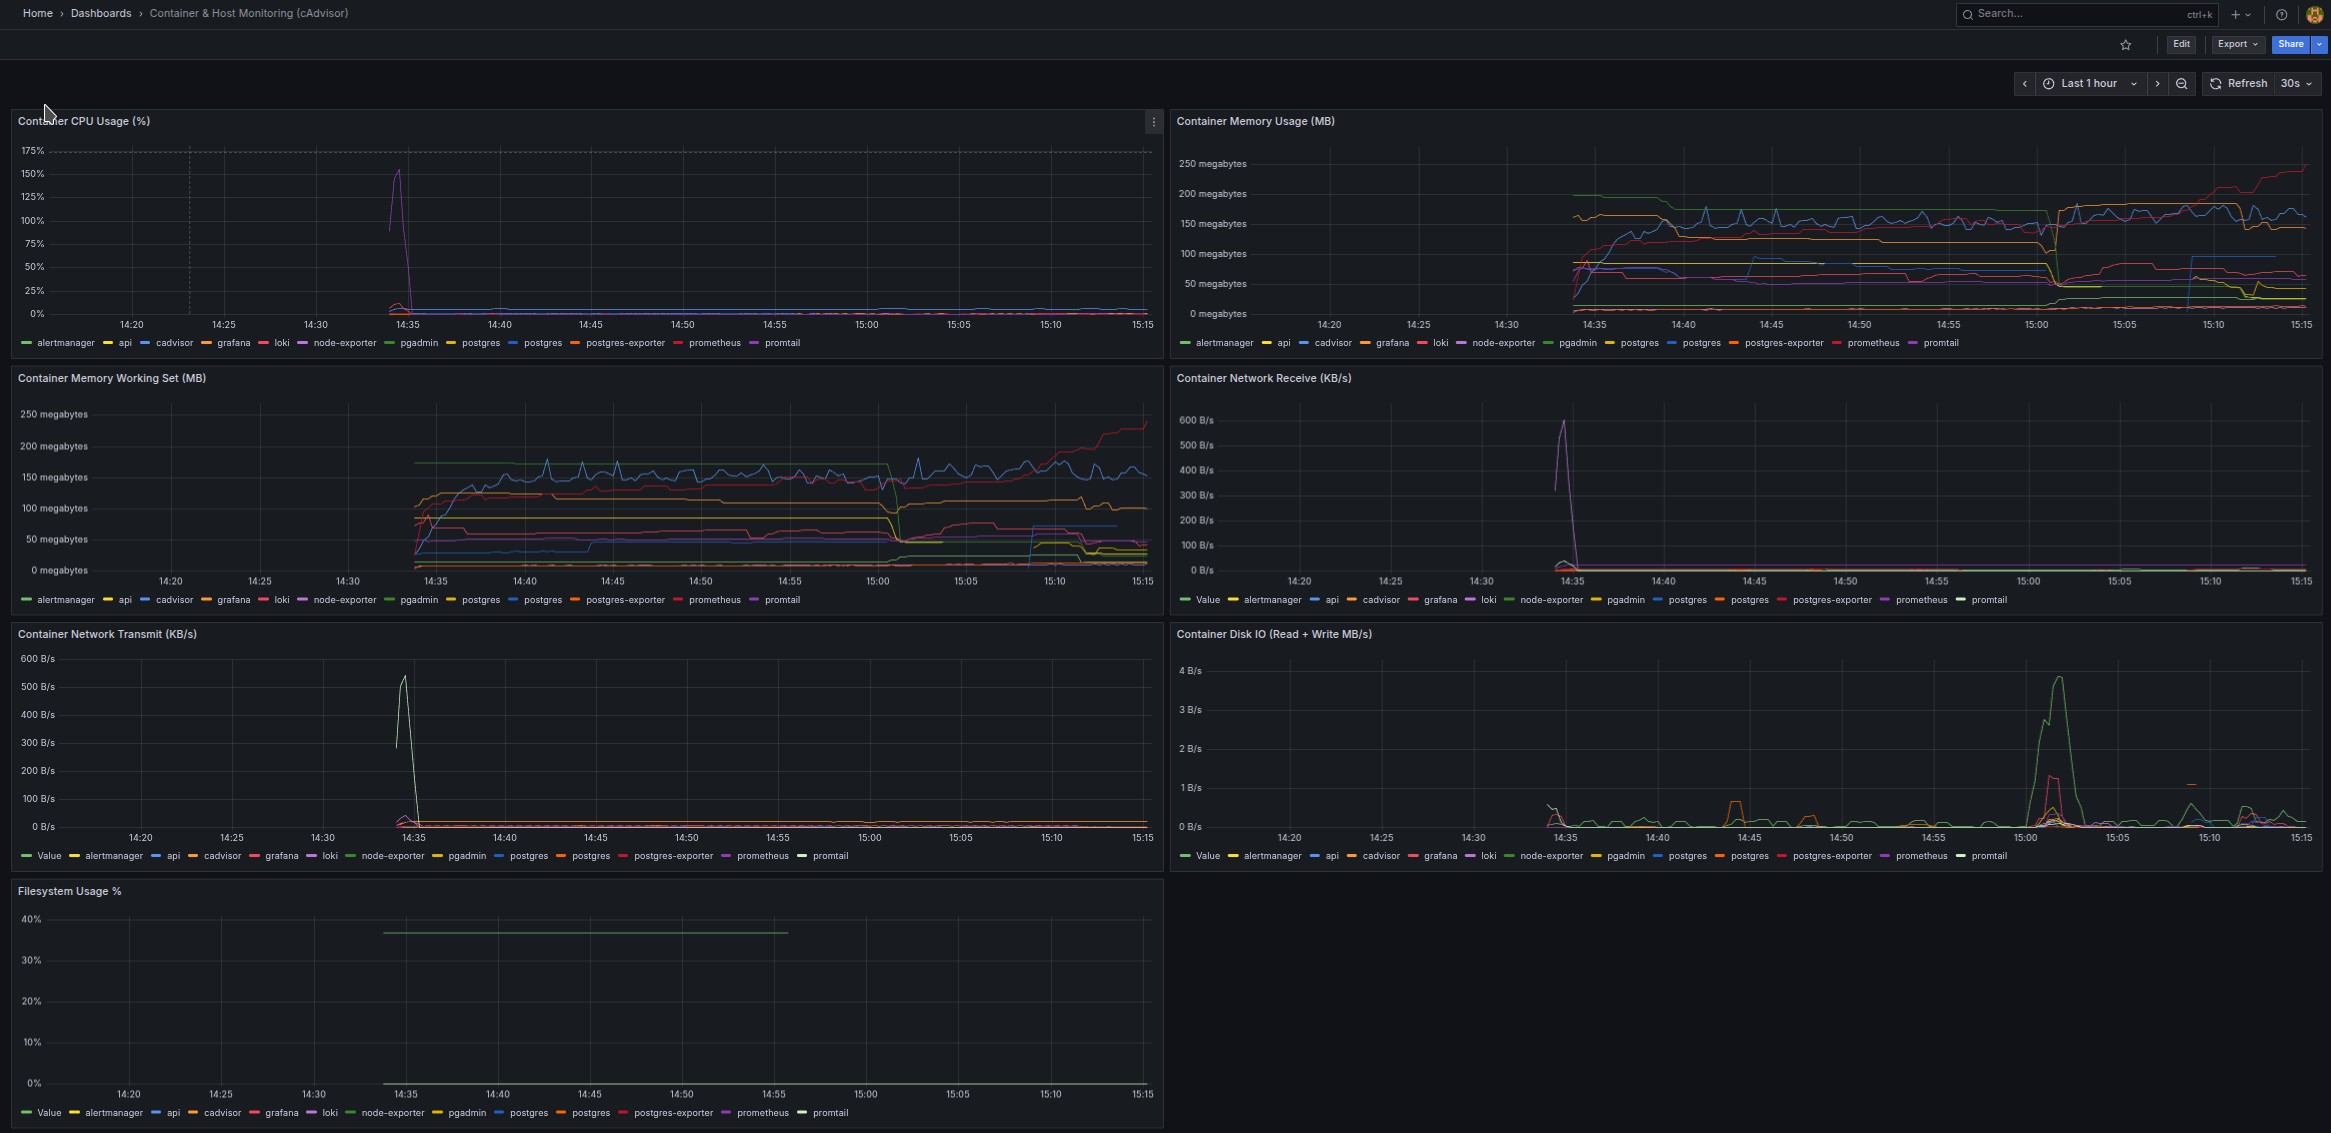 Home › Dashboards › Container & Host Monitoring (cAdvisor)
Search... ctrl+k
Edit Export Share
Last 1 hour Refresh 30s
Container CPU Usage (%)
175%
150%
125%
100%
75%
50%
25%
0%
14:20 14:25 14:30 14:35 14:40 14:45 14:50 14:55 15:00 15:05 15:10 15:15
alertmanager api cadvisor grafana loki node-exporter pgadmin postgres postgres postgres-exporter prometheus promtail
Container Memory Usage (MB)
250 megabytes
200 megabytes
150 megabytes
100 megabytes
50 megabytes
0 megabytes
14:20 14:25 14:30 14:35 14:40 14:45 14:50 14:55 15:00 15:05 15:10 15:15
alertmanager api cadvisor grafana loki node-exporter pgadmin postgres postgres postgres-exporter prometheus promtail
Container Memory Working Set (MB)
250 megabytes
200 megabytes
150 megabytes
100 megabytes
50 megabytes
0 megabytes
14:20 14:25 14:30 14:35 14:40 14:45 14:50 14:55 15:00 15:05 15:10 15:15
alertmanager api cadvisor grafana loki node-exporter pgadmin postgres postgres postgres-exporter prometheus promtail
Container Network Receive (KB/s)
600 B/s
500 B/s
400 B/s
300 B/s
200 B/s
100 B/s
0 B/s
14:20 14:25 14:30 14:35 14:40 14:45 14:50 14:55 15:00 15:05 15:10 15:15
Value alertmanager api cadvisor grafana loki node-exporter pgadmin postgres postgres postgres-exporter prometheus promtail
Container Network Transmit (KB/s)
600 B/s
500 B/s
400 B/s
300 B/s
200 B/s
100 B/s
0 B/s
14:20 14:25 14:30 14:35 14:40 14:45 14:50 14:55 15:00 15:05 15:10 15:15
Value alertmanager api cadvisor grafana loki node-exporter pgadmin postgres postgres postgres-exporter prometheus promtail
Container Disk IO (Read + Write MB/s)
4 B/s
3 B/s
2 B/s
1 B/s
0 B/s
14:20 14:25 14:30 14:35 14:40 14:45 14:50 14:55 15:00 15:05 15:10 15:15
Value alertmanager api cadvisor grafana loki node-exporter pgadmin postgres postgres postgres-exporter prometheus promtail
Filesystem Usage %
40%
30%
20%
10%
0%
14:20 14:25 14:30 14:35 14:40 14:45 14:50 14:55 15:00 15:05 15:10 15:15
Value alertmanager api cadvisor grafana loki node-exporter pgadmin postgres postgres postgres-exporter prometheus promtail